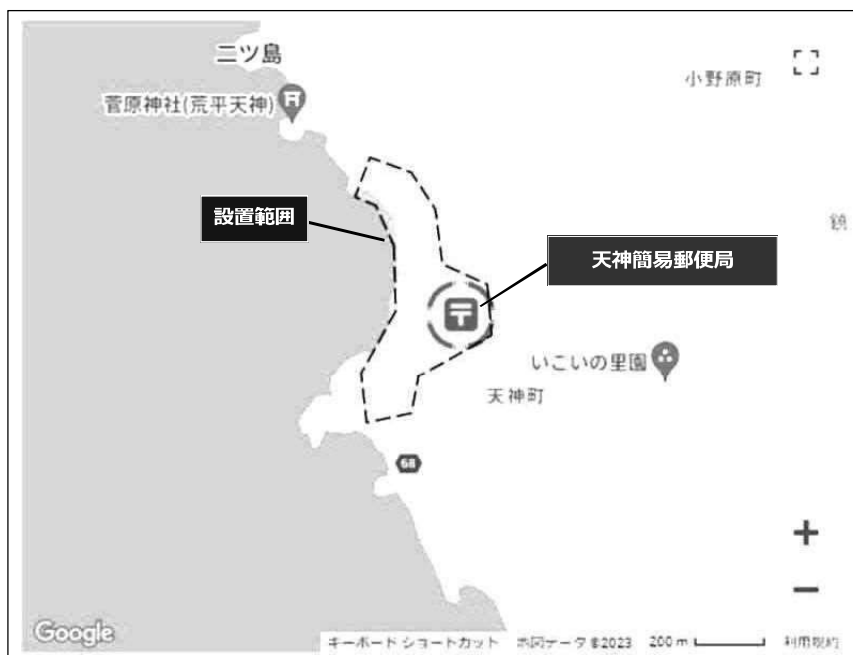 二ツ島
小野原町
菅原神社(荒平天神)
設置範囲
天神簡易郵便局
いこいの里園
天神町
68
Google
キーボード ショートカット 地図データ ©2023 200 m 利用規約